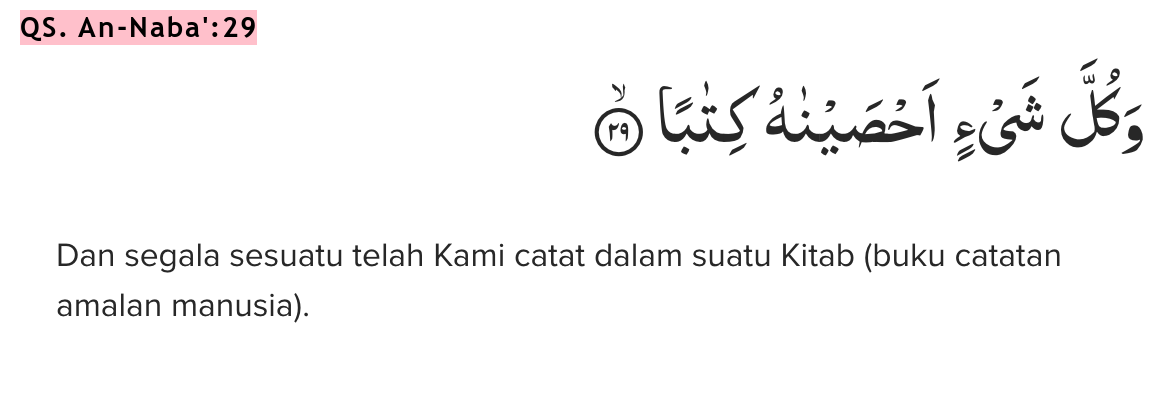 QS. An-Naba':29
وَكُلَّ شَيْءٍ اَحْصَيْنٰهُ كِتٰبًاۙ ٢٩
Dan segala sesuatu telah Kami catat dalam suatu Kitab (buku catatan
amalan manusia).